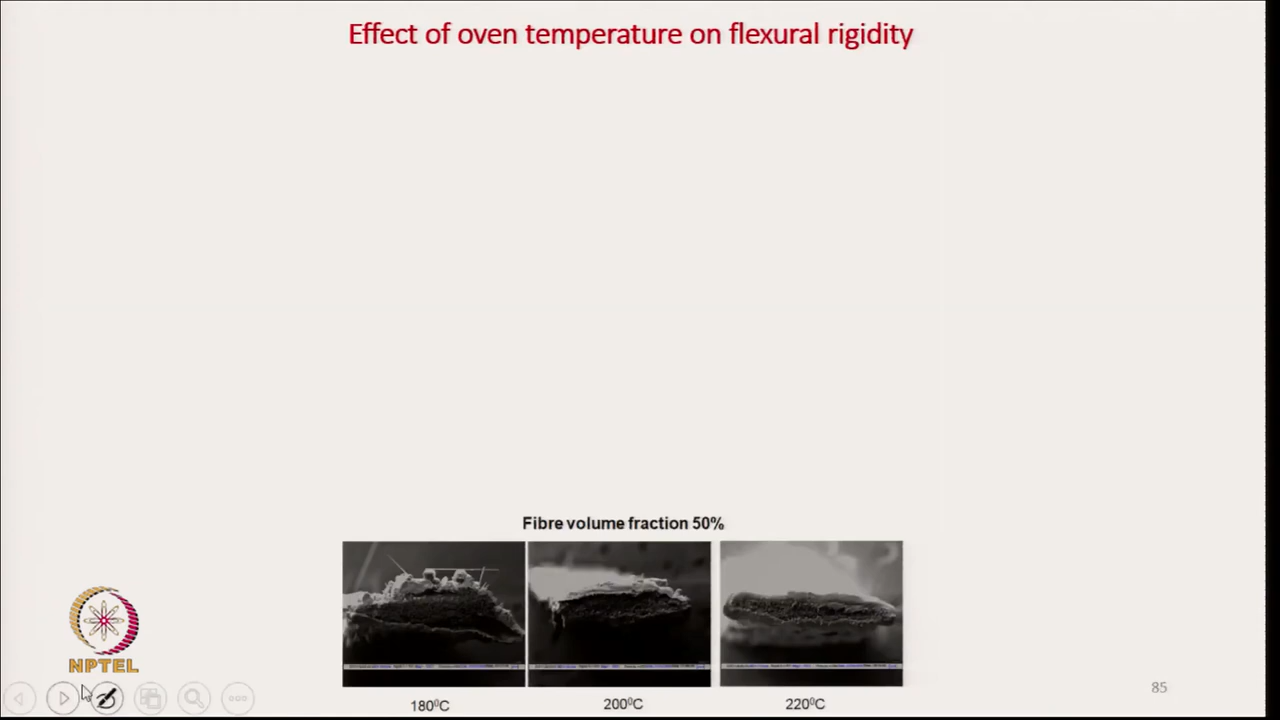 Effect of oven temperature on flexural rigidity
Fibre volume fraction 50%
NPTEL
180⁰C
200⁰C
220⁰C
85